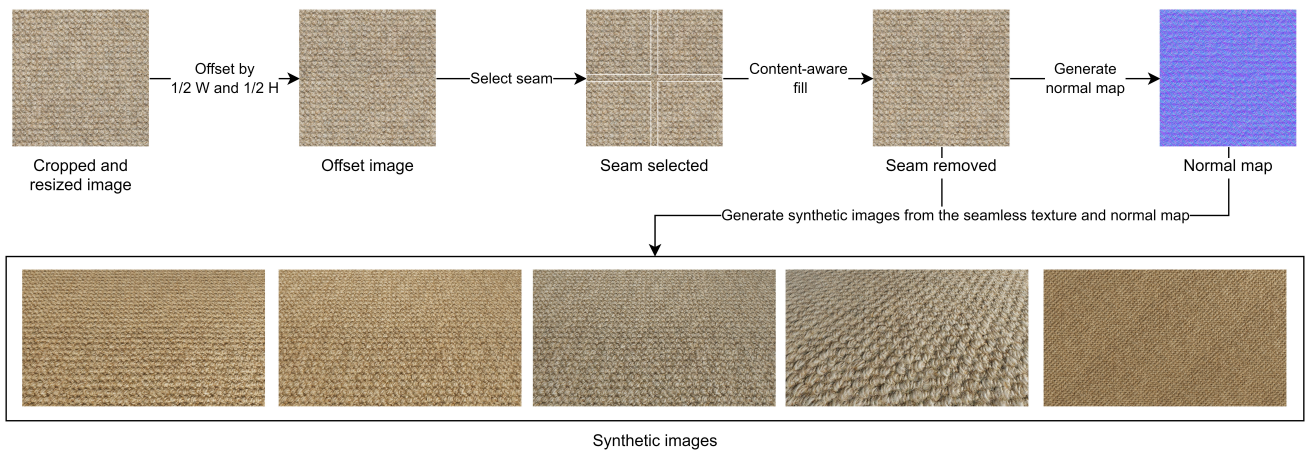 Offset by
1/2 W and 1/2 H
Select seam
Content-aware
fill
Generate
normal map
Cropped and
resized image
Offset image
Seam selected
Seam removed
Normal map
Generate synthetic images from the seamless texture and normal map
Synthetic images